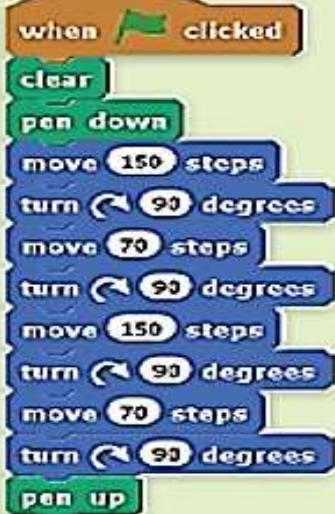 when clicked
clear
pen down
move 150 steps
turn 90 degrees
move 70 steps
turn 90 degrees
move 150 steps
turn 90 degrees
move 70 steps
turn 90 degrees
pen up